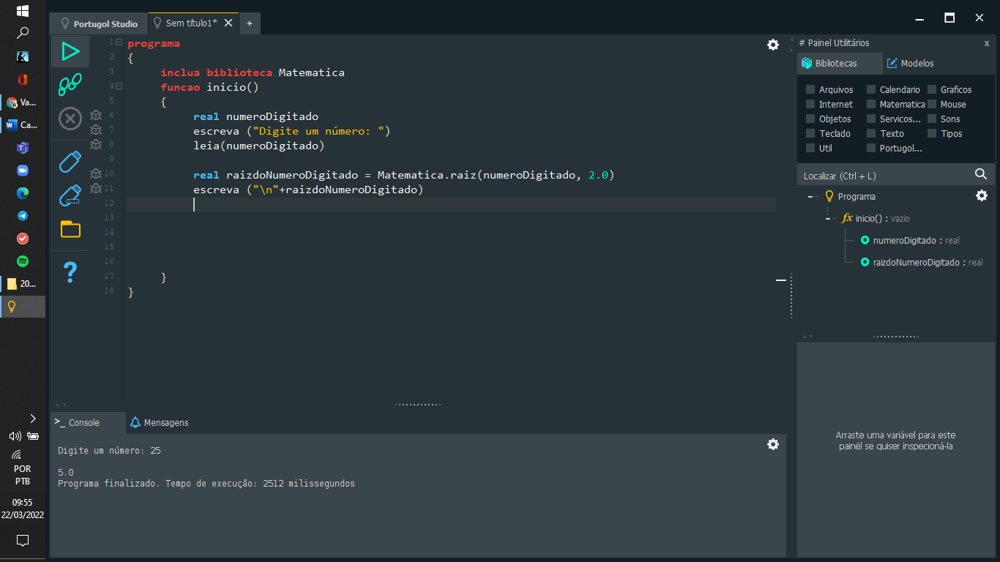 Portugol Studio
Sem título1*
+
1 programa
2 {
3 inclua biblioteca Matematica
4 funcao inicio()
5 {
6 real numeroDigitado
7 escreva ("Digite um número: ")
8 leia(numeroDigitado)
9
10 real raizdoNumeroDigitado = Matematica.raiz(numeroDigitado, 2.0)
11 escreva ("\n"+raizdoNumeroDigitado)
12
13
14
15
16
17 }
18 }
# Painel Utilitários x
Bibliotecas Modelos
Arquivos Calendario Graficos
Internet Matematica Mouse
Objetos Servicos... Sons
Teclado Texto Tipos
Util Portugol...
Localizar (Ctrl + L)
Programa
fx inicio() : vazio
numeroDigitado : real
raizdoNumeroDigitado : real
Arraste uma variável para este
painél se quiser inspecioná-la
>_ Console Mensagens
Digite um número: 25
5.0
Programa finalizado. Tempo de execução: 2512 milissegundos
Va...
Ca...
20...
POR
PTB
09:55
22/03/2022